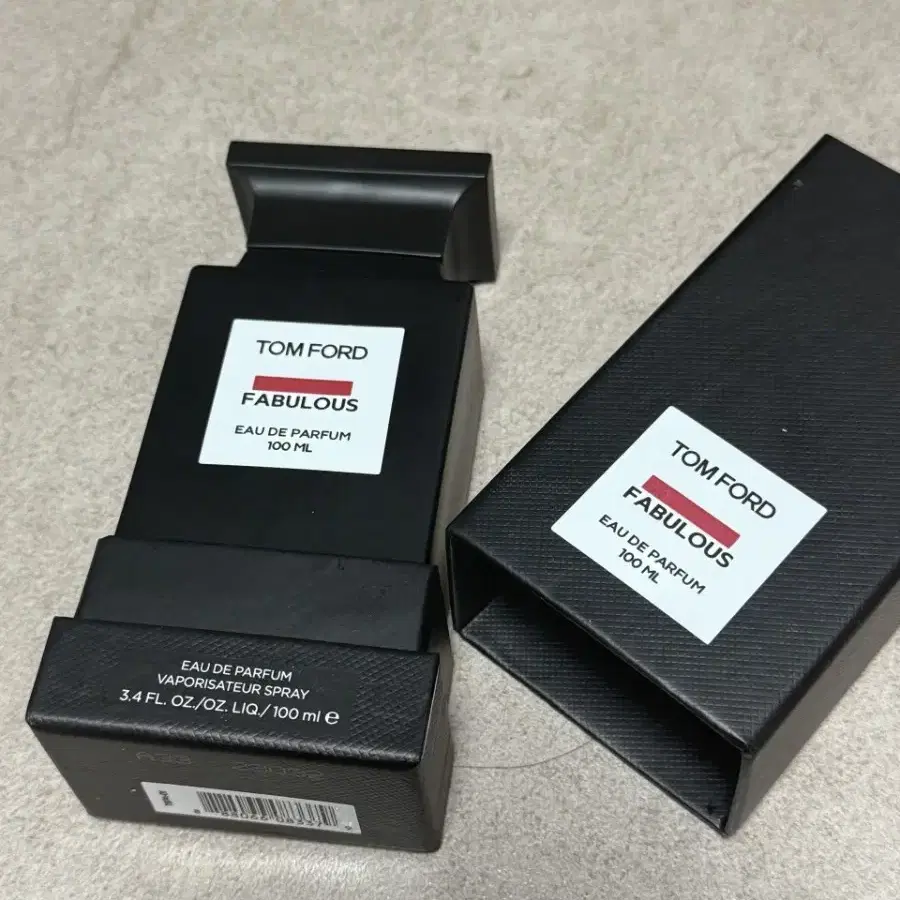 TOM FORD
FABULOUS
EAU DE PARFUM
100 ML
EAU DE PARFUM
VAPORISATEUR SPRAY
3.4 FL. OZ./OZ. LIQ./ 100 ml ℮
TOM FORD
FABULOUS
EAU DE PARFUM
100 ML